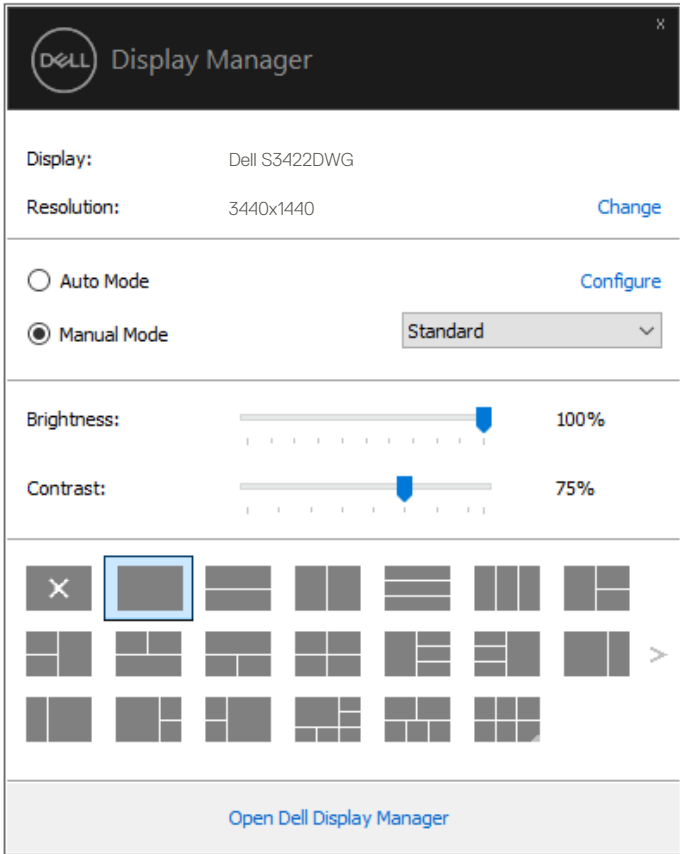 x
DELL Display Manager
Display: Dell S3422DWG
Resolution: 3440x1440 Change
Auto Mode Configure
Manual Mode Standard
Brightness: 100%
Contrast: 75%
>
Open Dell Display Manager